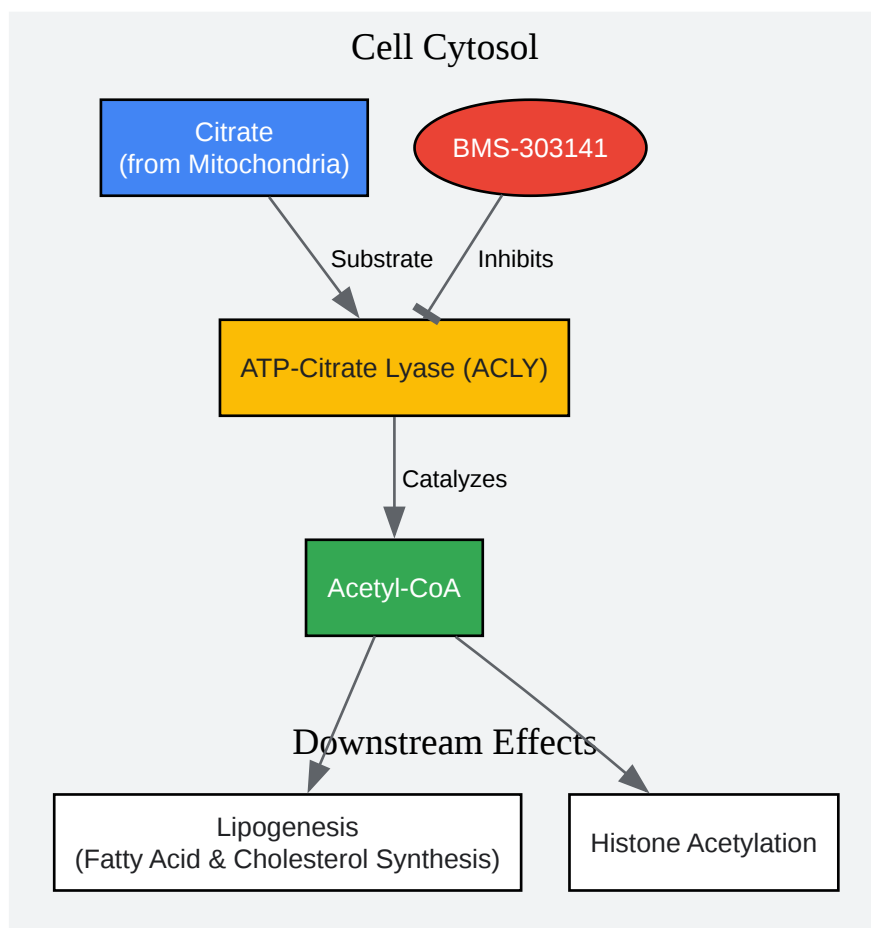 Cell Cytosol
Citrate
(from Mitochondria)
BMS-303141
Substrate
Inhibits
ATP-Citrate Lyase (ACLY)
Catalyzes
Acetyl-CoA
Downstream Effects
Lipogenesis
(Fatty Acid & Cholesterol Synthesis)
Histone Acetylation